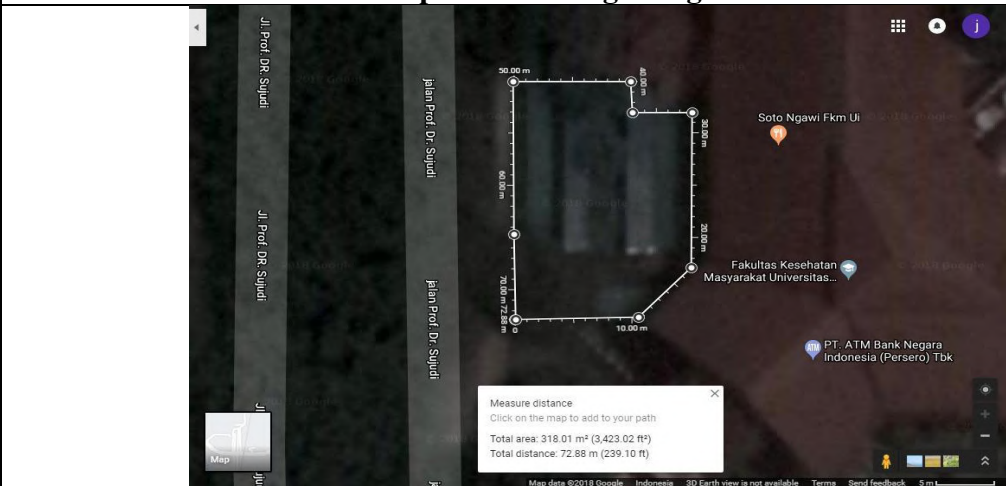 j
Jl. Prof. DR. Sujudi
jalan Prof. Dr. Sujudi
50.00 m
40.00 m
30.00 m
Soto Ngawi Fkm Ui
60.00 m
20.00 m
Jl. Prof. DR. Sujudi
Fakultas Kesehatan
Masyarakat Universitas...
jalan Prof. Dr. Sujudi
70.00 m
72.88 m
0
10.00 m
PT. ATM Bank Negara
Indonesia (Persero) Tbk
ATM
Measure distance
Click on the map to add to your path
Total area: 318.01 m² (3,423.02 ft²)
Total distance: 72.88 m (239.10 ft)
Map
Map data ©2018 Google Indonesia 3D Earth view is not available Terms Send feedback 5 m